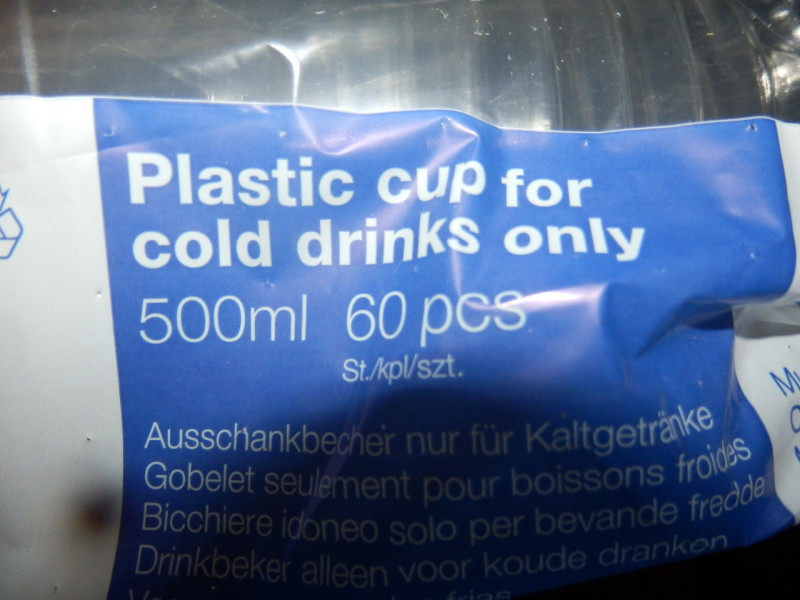 Plastic cup for
cold drinks only
500ml 60 pcs
St./kpl/szt.
Ausschankbecher nur für Kaltgetränke
Gobelet seulement pour boissons froides
Bicchiere idoneo solo per bevande fredde
Drinkbeker alleen voor koude dranken
frias